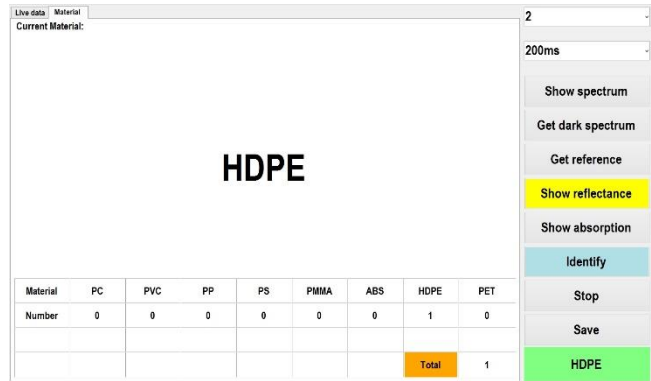 Live data Material
Current Material:
HDPE
Material PC PVC PP PS PMMA ABS HDPE PET
Number 0 0 0 0 0 0 1 0
Total 1
2
200ms
Show spectrum
Get dark spectrum
Get reference
Show reflectance
Show absorption
Identify
Stop
Save
HDPE